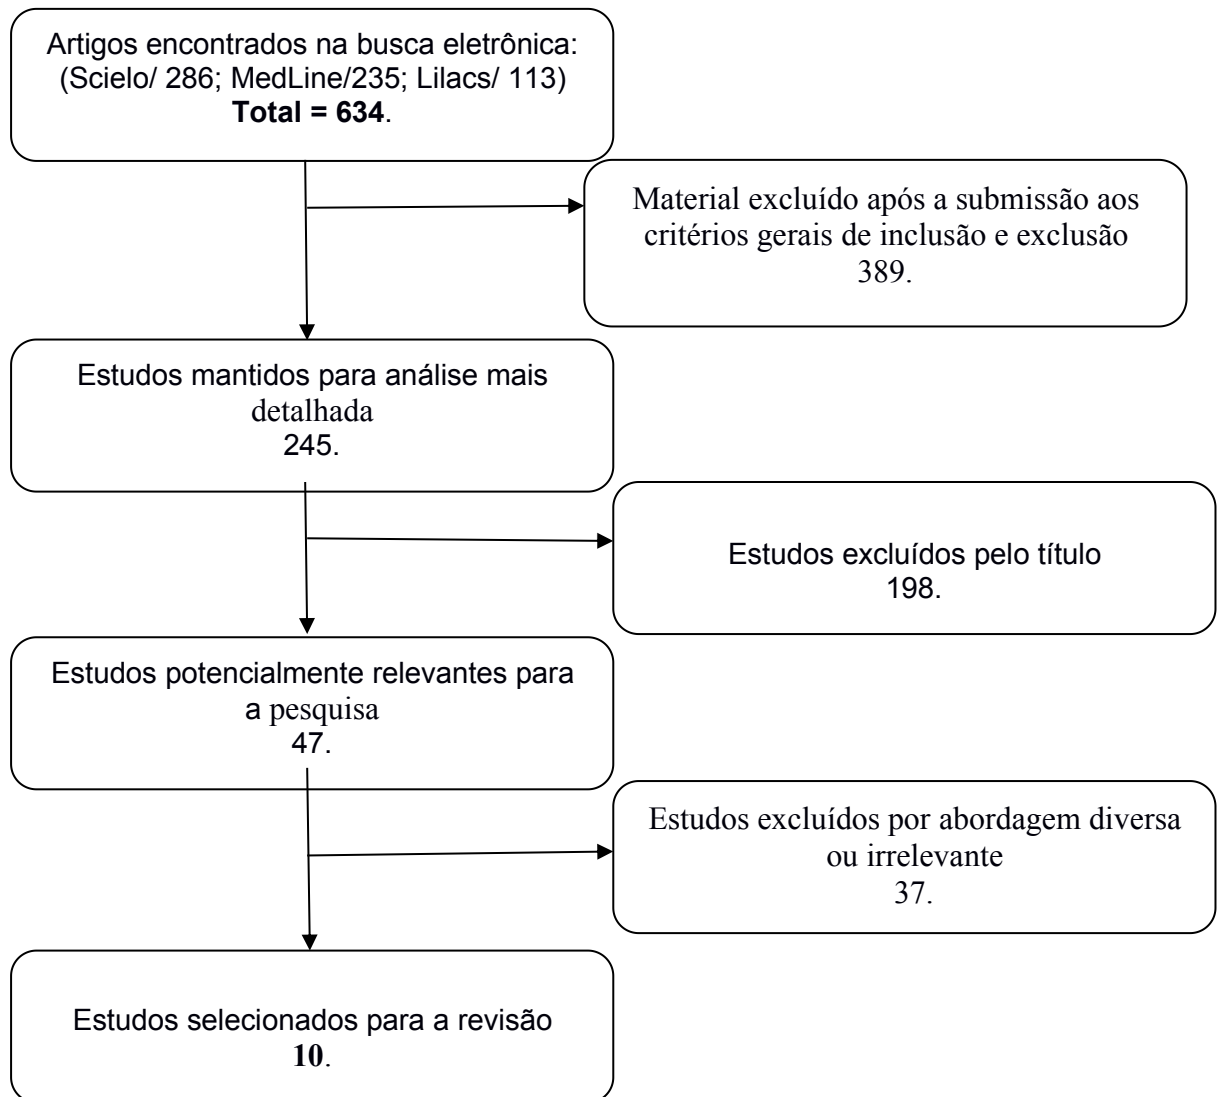 Artigos encontrados na busca eletrônica:
(Scielo/ 286; MedLine/235; Lilacs/ 113)
Total = 634.
Material excluído após a submissão aos
critérios gerais de inclusão e exclusão
389.
Estudos mantidos para análise mais
detalhada
245.
Estudos excluídos pelo título
198.
Estudos potencialmente relevantes para
a pesquisa
47.
Estudos excluídos por abordagem diversa
ou irrelevante
37.
Estudos selecionados para a revisão
10.